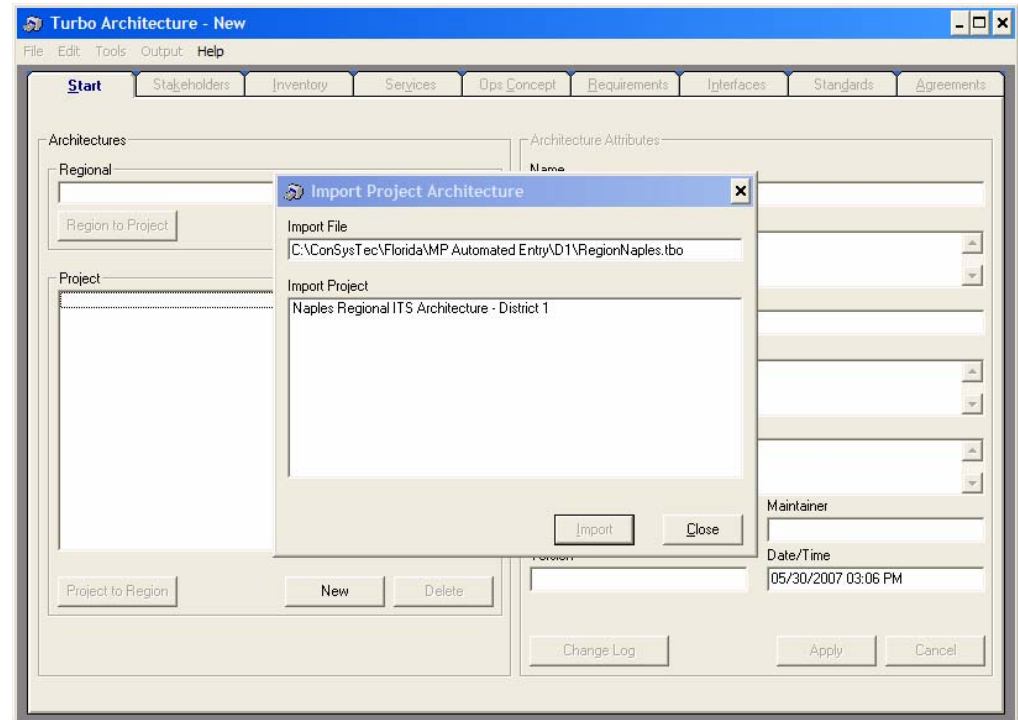 Turbo Architecture - New
File Edit Tools Output Help
Start Stakeholders Inventory Services Ops Concept Requirements Interfaces Standards Agreements
Architectures
Regional
Region to Project
Project
Project to Region
New
Delete
Architecture Attributes
Name
Import Project Architecture
Import File
C:\ConSysTec\Florida\MP Automated Entry\D1\RegionNaples.tbo
Import Project
Naples Regional ITS Architecture - District 1
Import
Close
Maintainer
Version
Date/Time
05/30/2007 03:06 PM
Change Log
Apply
Cancel